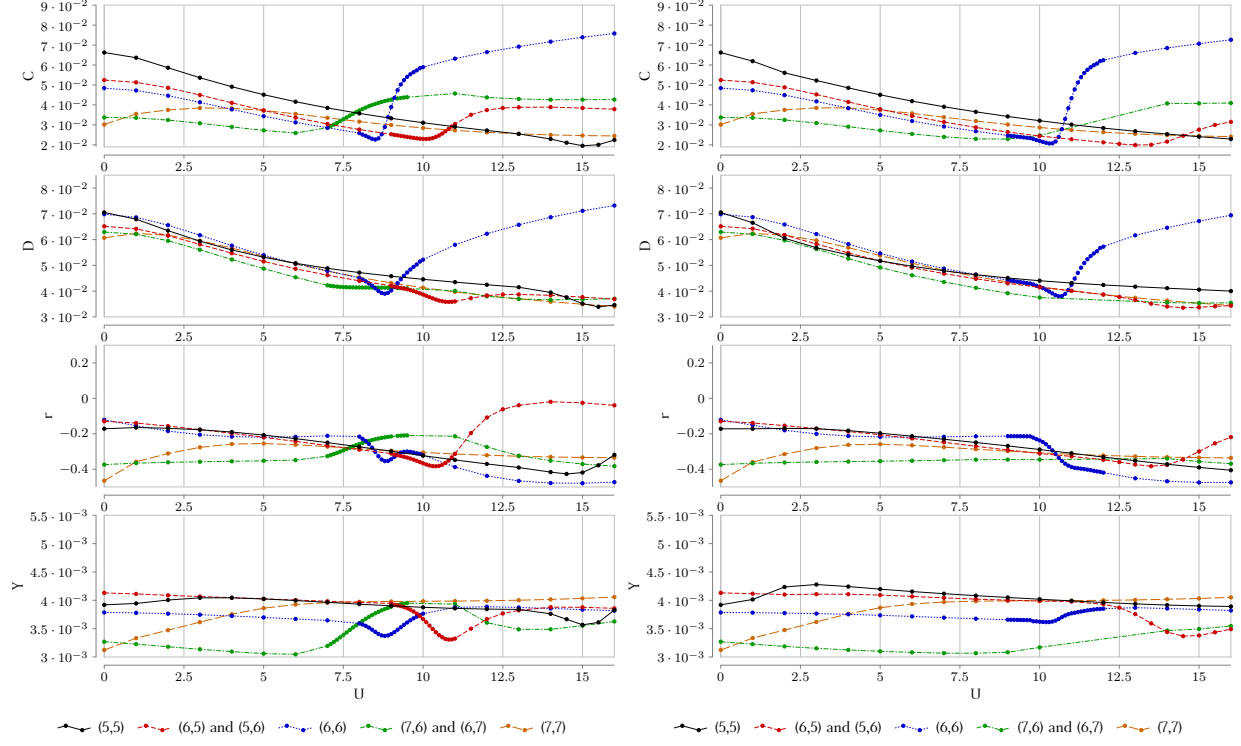 9 · 10⁻² 9 · 10⁻²
8 · 10⁻² 8 · 10⁻²
7 · 10⁻² 7 · 10⁻²
6 · 10⁻² 6 · 10⁻²
C C
5 · 10⁻² 5 · 10⁻²
4 · 10⁻² 4 · 10⁻²
3 · 10⁻² 3 · 10⁻²
2 · 10⁻² 2 · 10⁻²
0 2.5 5 7.5 10 12.5 15 0 2.5 5 7.5 10 12.5 15
8 · 10⁻² 8 · 10⁻²
7 · 10⁻² 7 · 10⁻²
6 · 10⁻² 6 · 10⁻²
D D
5 · 10⁻² 5 · 10⁻²
4 · 10⁻² 4 · 10⁻²
3 · 10⁻² 3 · 10⁻²
0 2.5 5 7.5 10 12.5 15 0 2.5 5 7.5 10 12.5 15
0.2 0.2
0 0
r r
−0.2 −0.2
−0.4 −0.4
0 2.5 5 7.5 10 12.5 15 0 2.5 5 7.5 10 12.5 15
5.5 · 10⁻³ 5.5 · 10⁻³
5 · 10⁻³ 5 · 10⁻³
4.5 · 10⁻³ 4.5 · 10⁻³
Y Y
4 · 10⁻³ 4 · 10⁻³
3.5 · 10⁻³ 3.5 · 10⁻³
3 · 10⁻³ 3 · 10⁻³
0 2.5 5 7.5 10 12.5 15 0 2.5 5 7.5 10 12.5 15
U U
(5,5) (6,5) and (5,6) (6,6) (7,6) and (6,7) (7,7) (5,5) (6,5) and (5,6) (6,6) (7,6) and (6,7) (7,7)